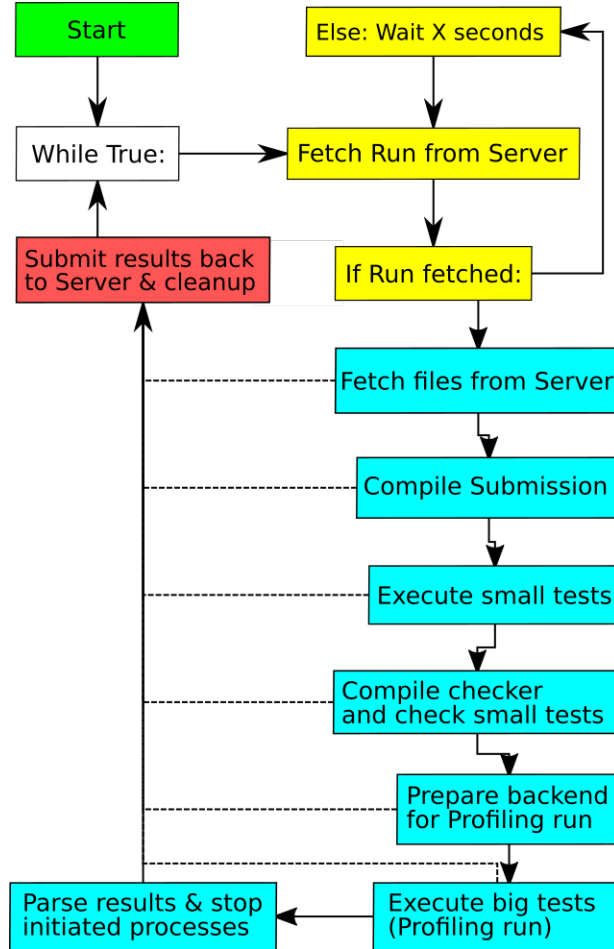 Start
Else: Wait X seconds
While True:
Fetch Run from Server
Submit results back
to Server & cleanup
If Run fetched:
Fetch files from Server
Compile Submission
Execute small tests
Compile checker
and check small tests
Prepare backend
for Profiling run
Parse results & stop
initiated processes
Execute big tests
(Profiling run)